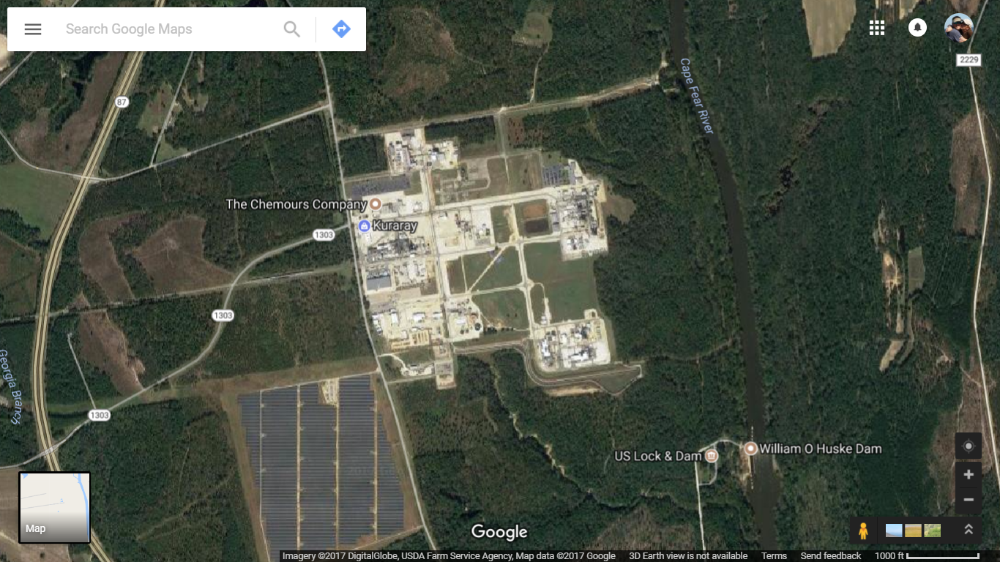 Search Google Maps
2229
Cape Fear River
87
The Chemours Company
Kuraray
1303
1303
Georgia Branch
1303
US Lock & Dam
William O Huske Dam
Map
Google
Imagery ©2017 DigitalGlobe, USDA Farm Service Agency, Map data ©2017 Google 3D Earth view is not available Terms Send feedback 1000 ft